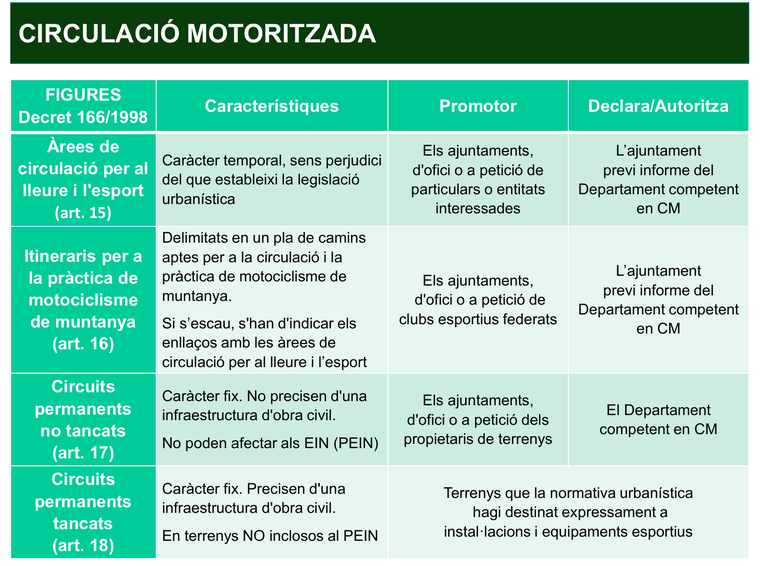 CIRCULACIÓ MOTORITZADA
FIGURES
Decret 166/1998
Característiques
Promotor
Declara/Autoritza
Àrees de
circulació per al
lleure i l'esport
(art. 15)
Caràcter temporal, sens perjudici
del que estableixi la legislació
urbanística
Els ajuntaments,
d'ofici o a petició de
particulars o entitats
interessades
L’ajuntament
previ informe del
Departament competent
en CM
Itineraris per a
la pràctica de
motociclisme
de muntanya
(art. 16)
Delimitats en un pla de camins
aptes per a la circulació i la
pràctica de motociclisme de
muntanya.
Si s’escau, s'han d'indicar els
enllaços amb les àrees de
circulació per al lleure i l’esport
Els ajuntaments,
d'ofici o a petició de
clubs esportius federats
L’ajuntament
previ informe del
Departament competent
en CM
Circuits
permanents
no tancats
(art. 17)
Caràcter fix. No precisen d'una
infraestructura d'obra civil.
No poden afectar als EIN (PEIN)
Els ajuntaments,
d'ofici o a petició dels
propietaris de terrenys
El Departament
competent en CM
Circuits
permanents
tancats
(art. 18)
Caràcter fix. Precisen d'una
infraestructura d'obra civil.
En terrenys NO inclosos al PEIN
Terrenys que la normativa urbanística
hagi destinat expressament a
instal·lacions i equipaments esportius